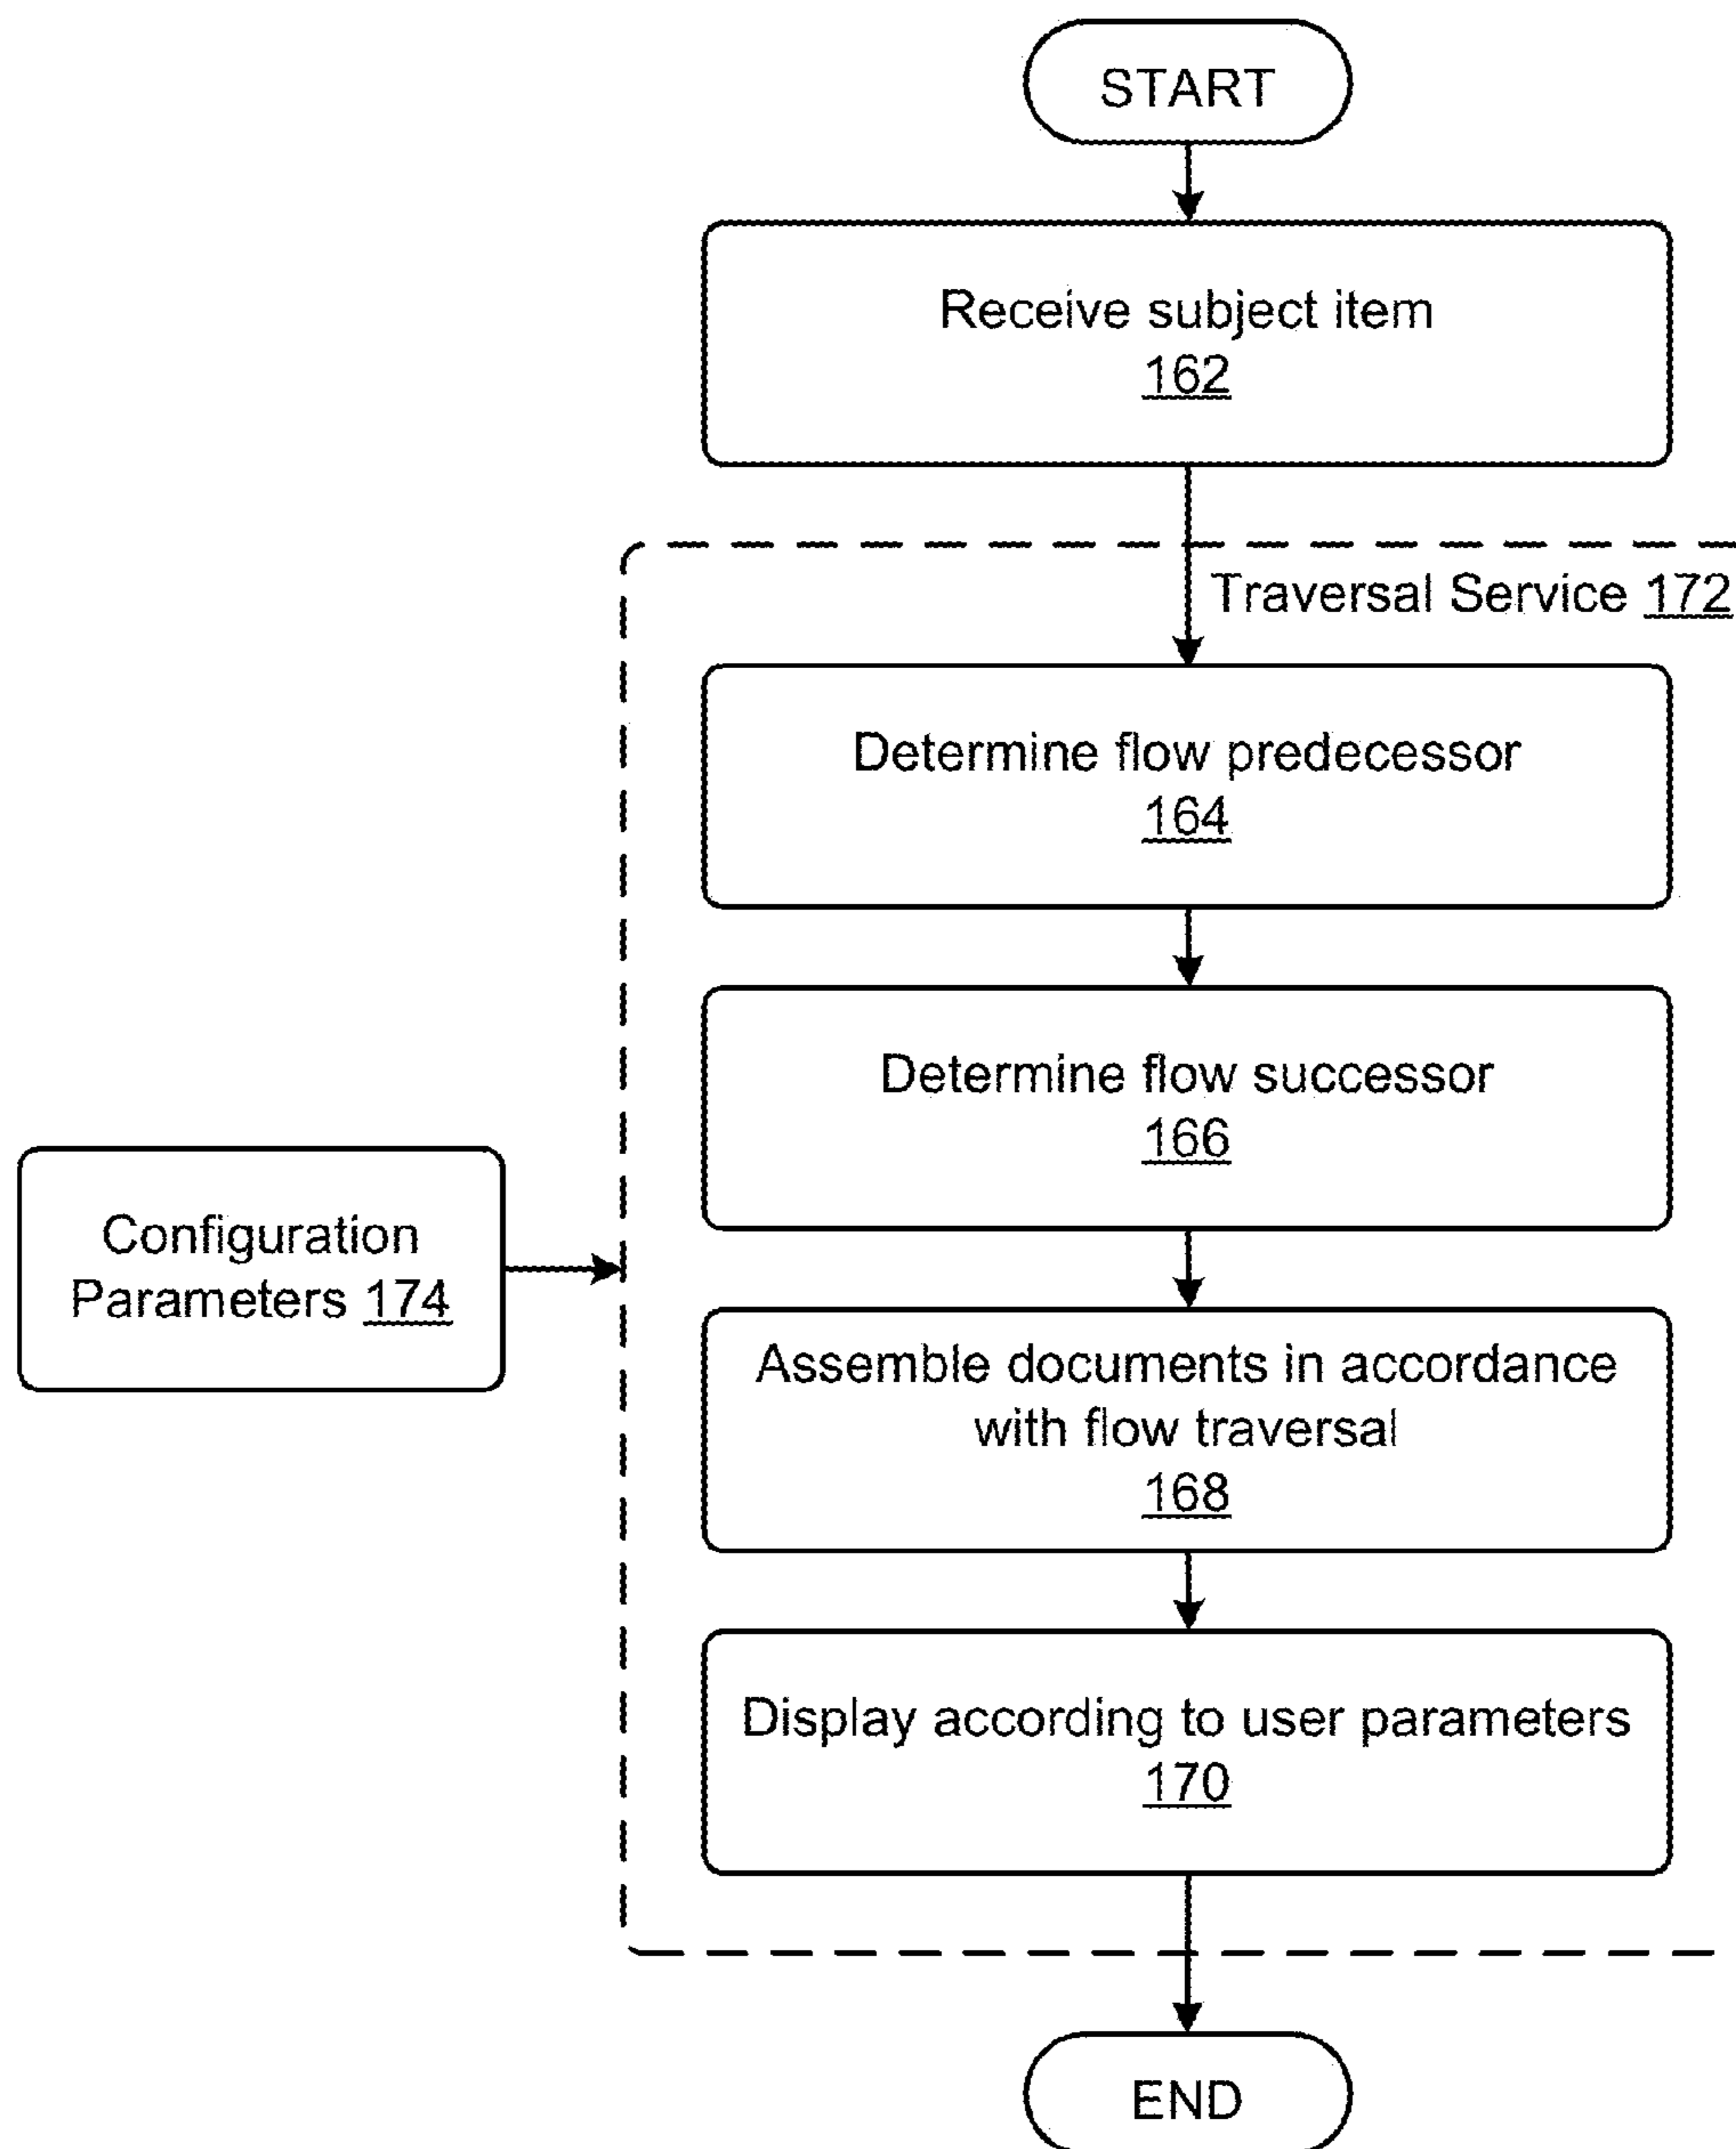 START
Receive subject item
162
Traversal Service 172
Determine flow predecessor
164
Determine flow successor
166
Configuration
Parameters 174
Assemble documents in accordance
with flow traversal
168
Display according to user parameters
170
END